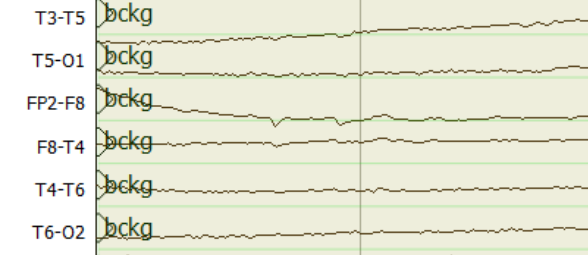 T3-T5 bckg
T5-O1 bckg
FP2-F8 bckg
F8-T4 bckg
T4-T6 bckg
T6-O2 bckg